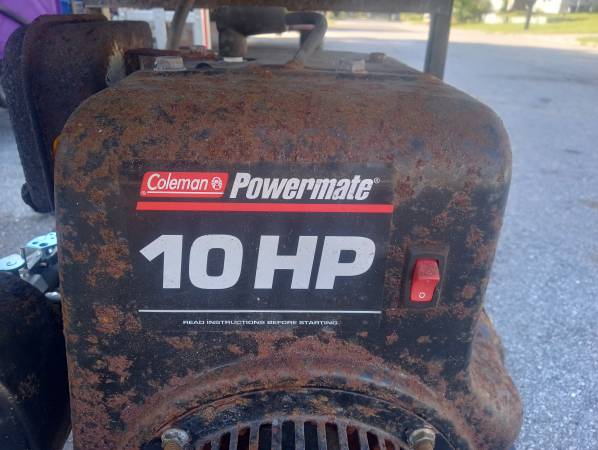 Coleman Powermate®
10 HP
READ INSTRUCTIONS BEFORE STARTING.